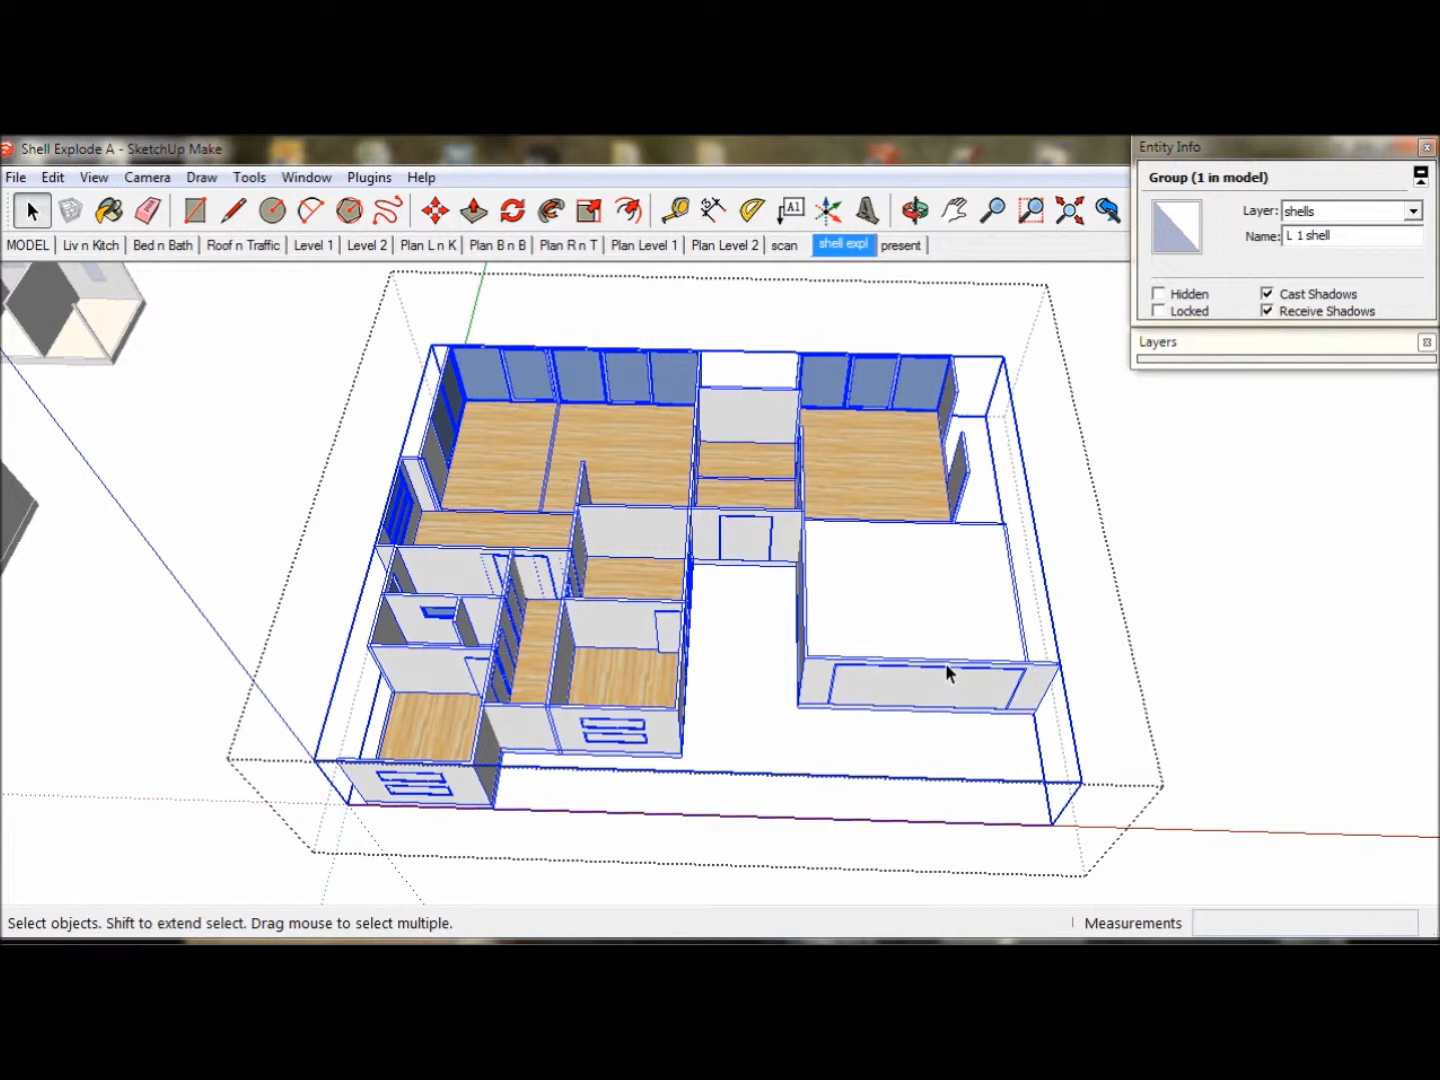 Shell Explode A - SketchUp Make
File Edit View Camera Draw Tools Window Plugins Help
A1
MODEL Liv n Kitch Bed n Bath Roof n Traffic Level 1 Level 2 Plan L n K Plan B n B Plan R n T Plan Level 1 Plan Level 2 scan shell expl present
Entity Info
Group (1 in model)
Layer: shells
Name: L 1 shell
Hidden Cast Shadows
Locked Receive Shadows
Layers
Select objects. Shift to extend select. Drag mouse to select multiple. Measurements